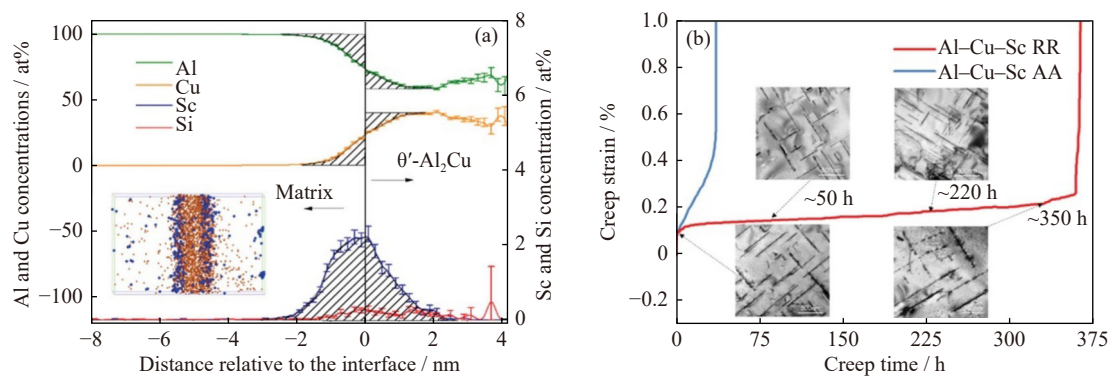 (a)
Al
Cu
Sc
Si
θ′-Al₂Cu
Matrix
Al and Cu concentrations / at%
100
50
0
−50
−100
Sc and Si concentration / at%
8
6
4
2
0
−8
−6
−4
−2
0
2
4
Distance relative to the interface / nm
(b)
Al–Cu–Sc RR
Al–Cu–Sc AA
~50 h
~220 h
~350 h
Creep strain / %
1.0
0.8
0.6
0.4
0.2
0
−0.2
0
75
150
225
300
375
Creep time / h